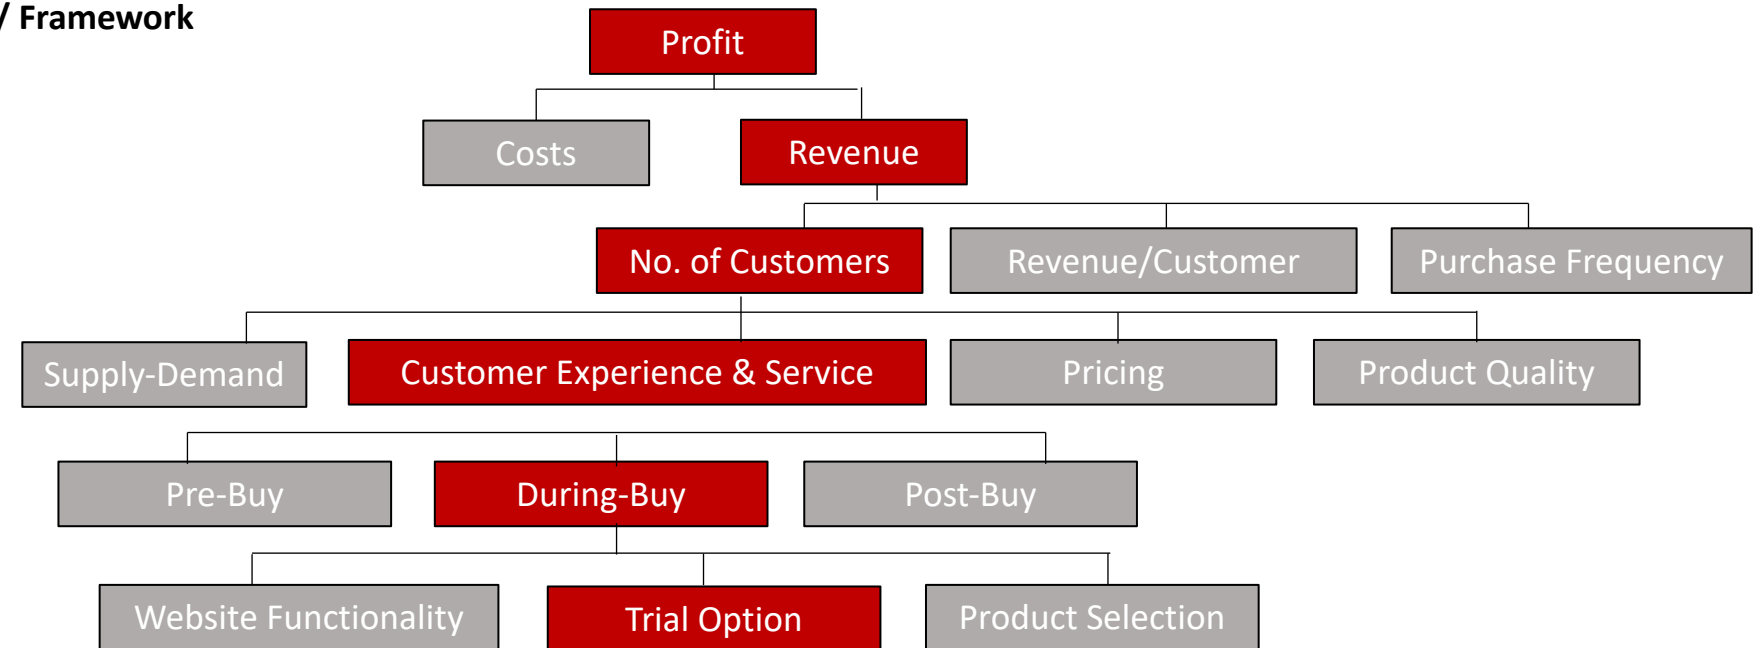 / Framework
Profit
Costs
Revenue
No. of Customers
Revenue/Customer
Purchase Frequency
Supply-Demand
Customer Experience & Service
Pricing
Product Quality
Pre-Buy
During-Buy
Post-Buy
Website Functionality
Trial Option
Product Selection